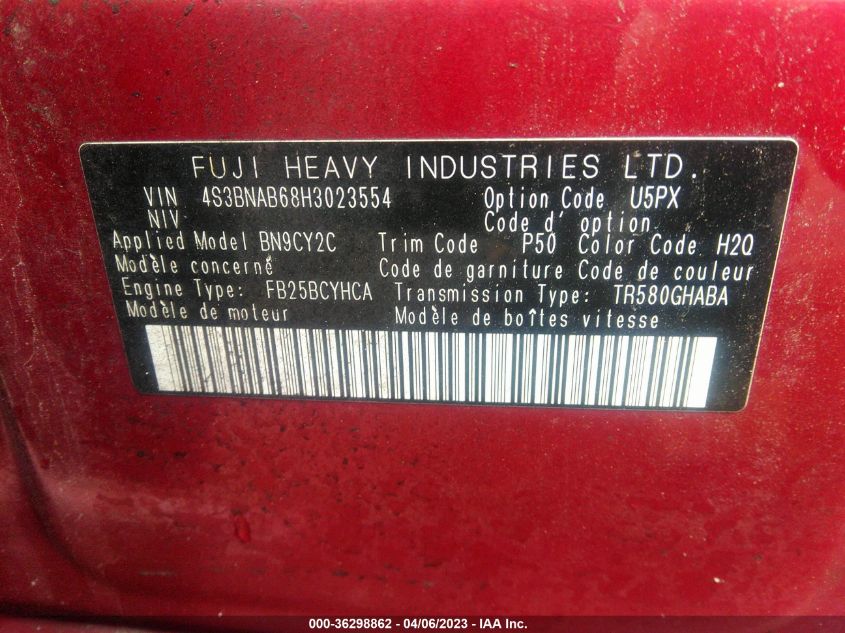 FUJI HEAVY INDUSTRIES LTD.
VIN 4S3BNAB68H3023554 Option Code U5PX
NIV Code d' option
Applied Model BN9CY2C Trim Code P50 Color Code H2Q
Modèle concerné Code de garniture Code de couleur
Engine Type: FB25BCYHCA Transmission Type: TR580GHABA
Modèle de moteur Modèle de boîtes vitesse
000-36298862 - 04/06/2023 - IAA Inc.